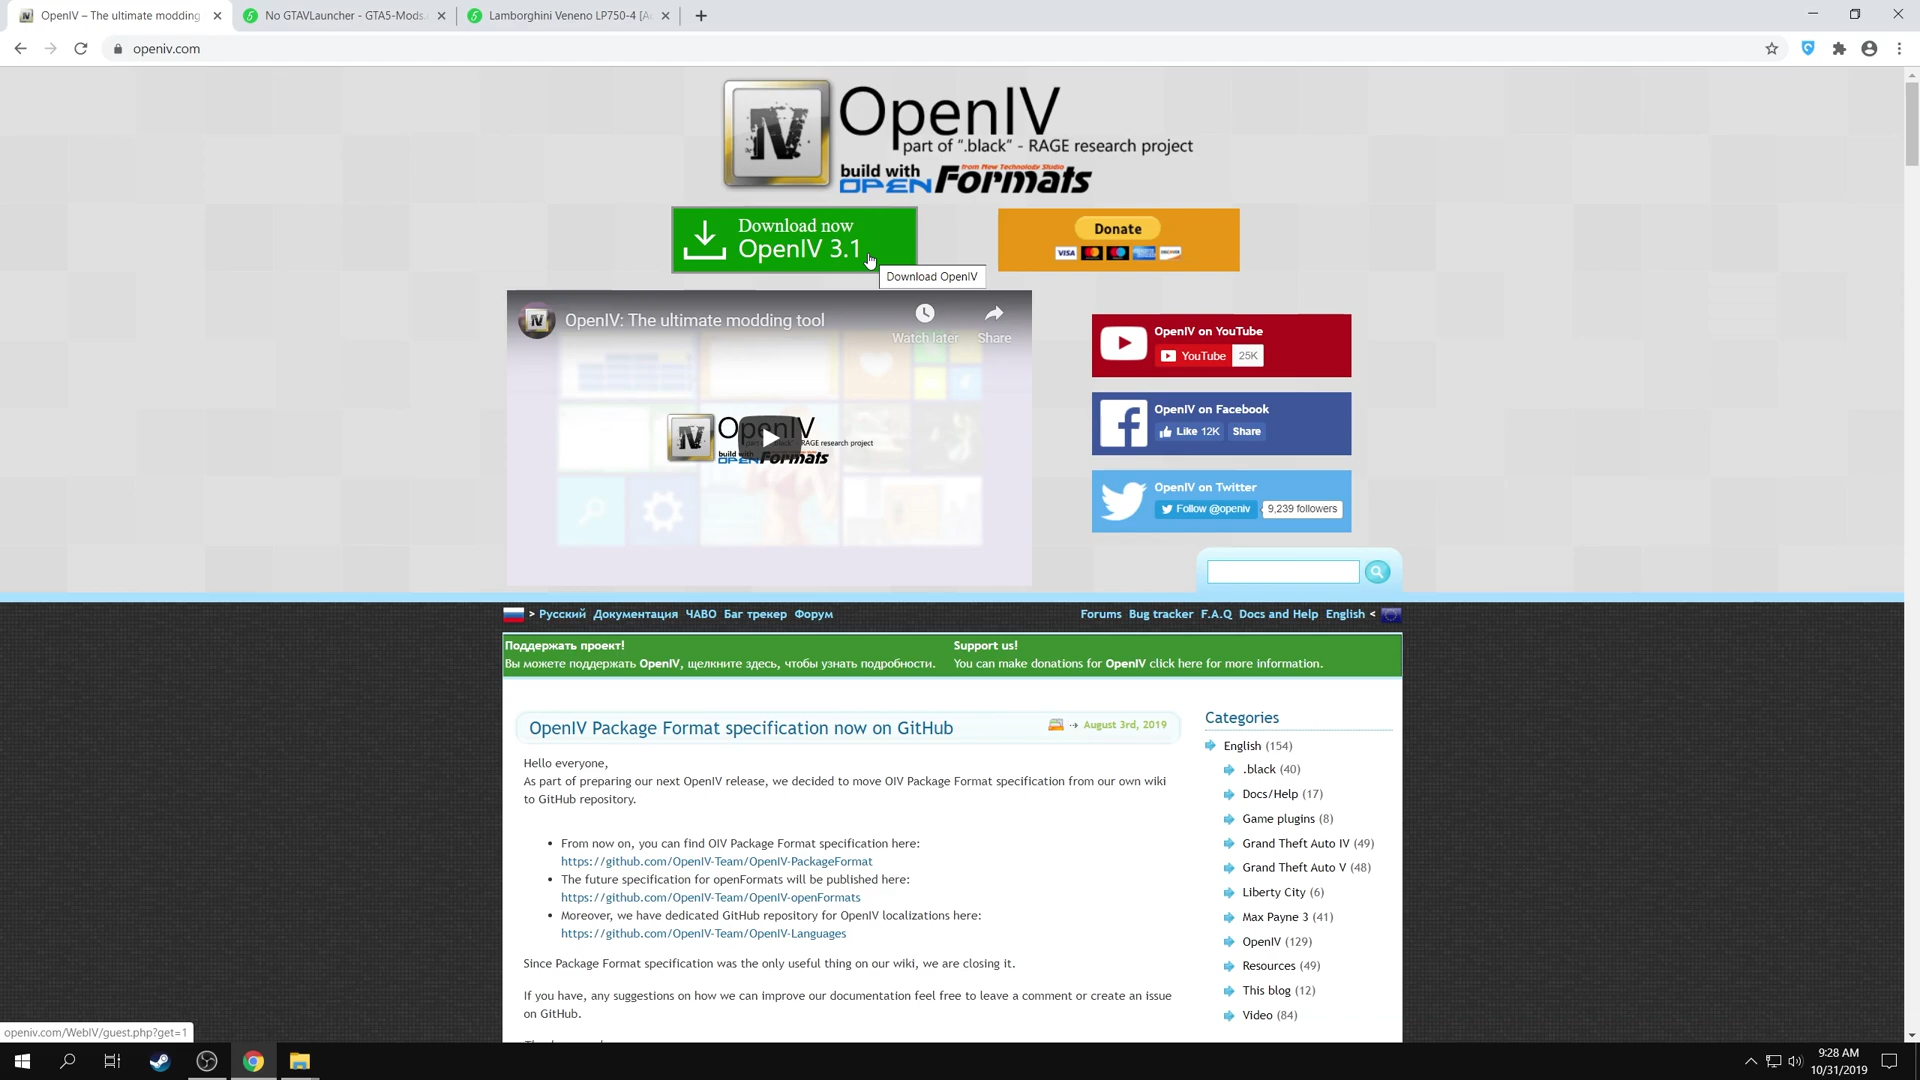 OpenIV – The ultimate modding
No GTAVLauncher - GTA5-Mods.
Lamborghini Veneno LP750-4 [A
openiv.com
OpenIV
part of ".black" - RAGE research project
build with
from New Technology Studio
OPEN Formats
Download now
OpenIV 3.1
Download OpenIV
Donate
VISA
OpenIV: The ultimate modding tool
Watch later
Share
OpenIV
RAGE research project
build with
OPEN Formats
OpenIV on YouTube
YouTube 25K
OpenIV on Facebook
Like 12K Share
OpenIV on Twitter
Follow @openiv 9,239 followers
> Русский Документация ЧАВО Баг трекер Форум
Forums Bug tracker F.A.Q Docs and Help English <
Поддержать проект!
Вы можете поддержать OpenIV, щелкните здесь, чтобы узнать подробности.
Support us!
You can make donations for OpenIV click here for more information.
OpenIV Package Format specification now on GitHub
August 3rd, 2019
Hello everyone,
As part of preparing our next OpenIV release, we decided to move OIV Package Format specification from our own wiki
to GitHub repository.
• From now on, you can find OIV Package Format specification here:
https://github.com/OpenIV-Team/OpenIV-PackageFormat
• The future specification for openFormats will be published here:
https://github.com/OpenIV-Team/OpenIV-openFormats
• Moreover, we have dedicated GitHub repository for OpenIV localizations here:
https://github.com/OpenIV-Team/OpenIV-Languages
Since Package Format specification was the only useful thing on our wiki, we are closing it.
If you have, any suggestions on how we can improve our documentation feel free to leave a comment or create an issue
on GitHub.
Categories
English (154)
.black (40)
Docs/Help (17)
Game plugins (8)
Grand Theft Auto IV (49)
Grand Theft Auto V (48)
Liberty City (6)
Max Payne 3 (41)
OpenIV (129)
Resources (49)
This blog (12)
Video (84)
openiv.com/WebIV/guest.php?get=1
9:28 AM
10/31/2019